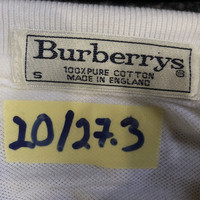 Burberrys
S
100% PURE COTTON
MADE IN ENGLAND
20/27.3